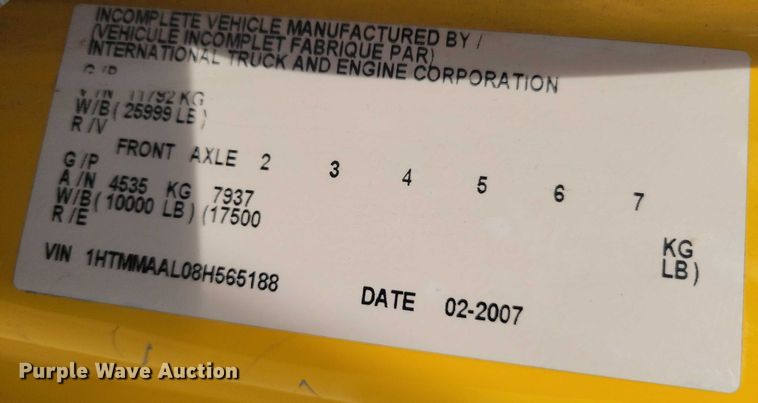 INCOMPLETE VEHICLE MANUFACTURED BY /
(VEHICULE INCOMPLET FABRIQUE PAR)
INTERNATIONAL TRUCK AND ENGINE CORPORATION
G /P
V /N 11792 KG
W/B( 25999 LB )
R /V
FRONT AXLE 2 3 4 5 6 7
G /P
A /N 4535 KG 7937 KG
W/B( 10000 LB) (17500 LB)
R /E
VIN 1HTMMAAL08H565188
DATE 02-2007
Purple Wave Auction